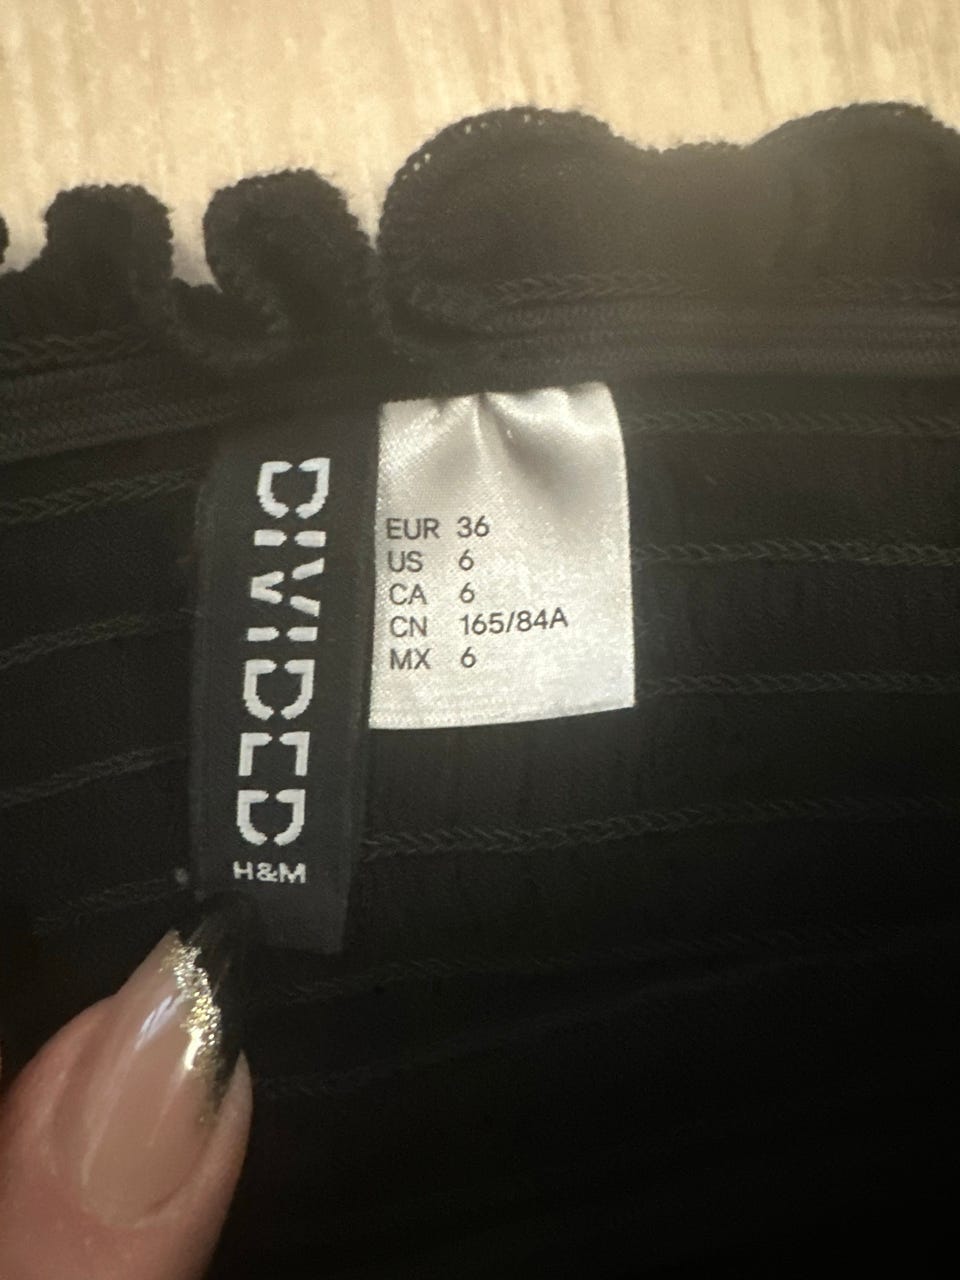 DIVIDED
H&M
EUR 36
US 6
CA 6
CN 165/84A
MX 6